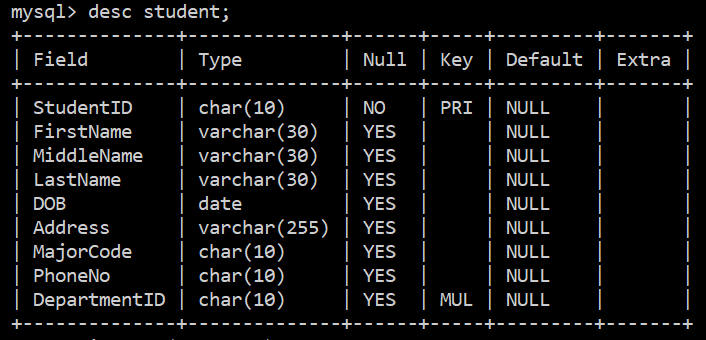 mysql> desc student;
+--------------+--------------+------+-----+---------+-------+
| Field        | Type         | Null | Key | Default | Extra |
+--------------+--------------+------+-----+---------+-------+
| StudentID    | char(10)     | NO   | PRI | NULL    |       |
| FirstName    | varchar(30)  | YES  |     | NULL    |       |
| MiddleName   | varchar(30)  | YES  |     | NULL    |       |
| LastName     | varchar(30)  | YES  |     | NULL    |       |
| DOB          | date         | YES  |     | NULL    |       |
| Address      | varchar(255) | YES  |     | NULL    |       |
| MajorCode    | char(10)     | YES  |     | NULL    |       |
| PhoneNo      | char(10)     | YES  |     | NULL    |       |
| DepartmentID | char(10)     | YES  | MUL | NULL    |       |
+--------------+--------------+------+-----+---------+-------+